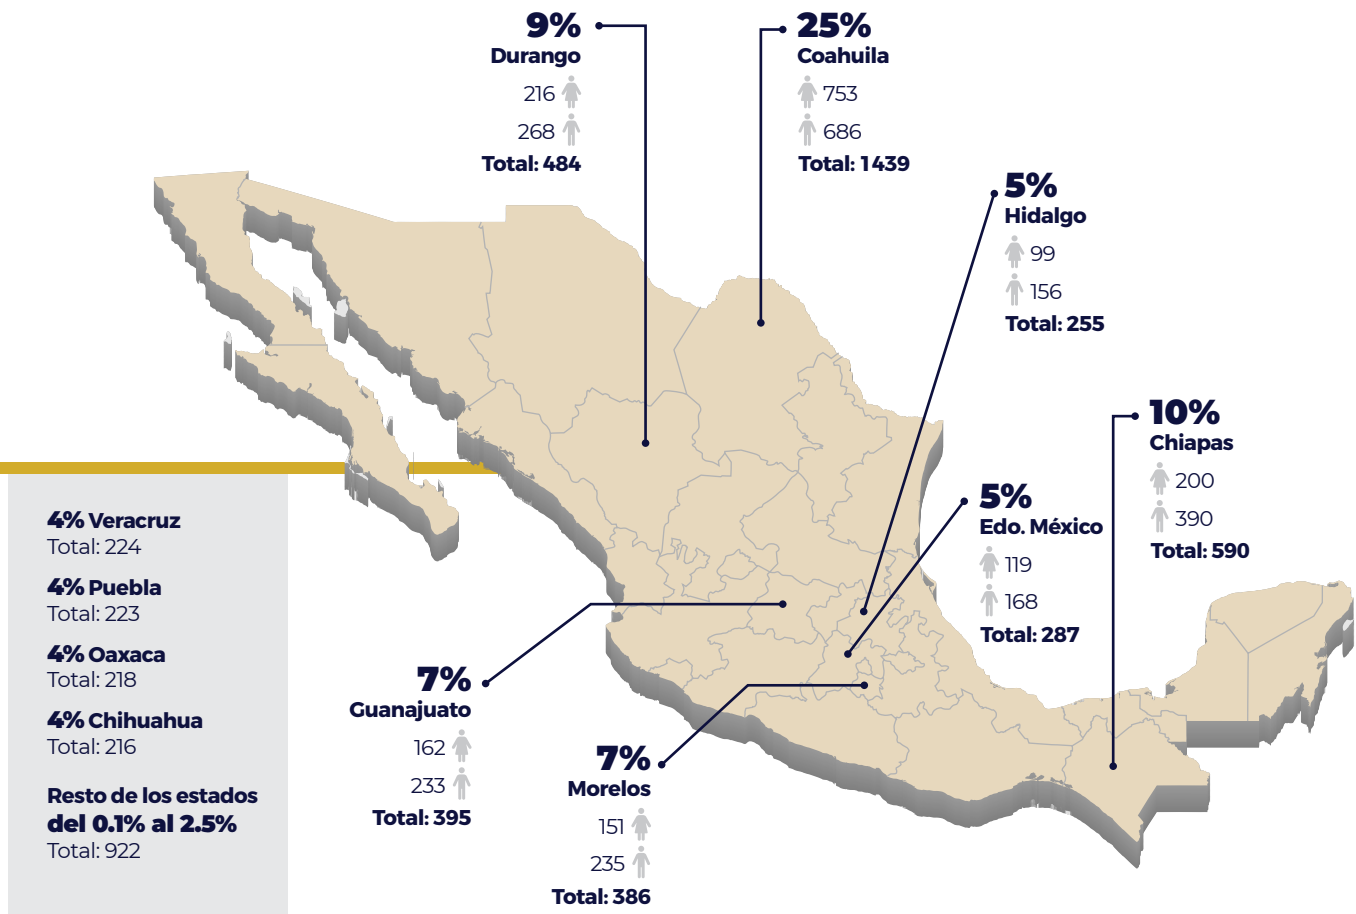 9%
Durango
216
268
Total: 484
25%
Coahuila
753
686
Total: 1 439
5%
Hidalgo
99
156
Total: 255
10%
Chiapas
200
390
Total: 590
5%
Edo. México
119
168
Total: 287
4% Veracruz
Total: 224
4% Puebla
Total: 223
4% Oaxaca
Total: 218
4% Chihuahua
Total: 216
Resto de los estados
del 0.1% al 2.5%
Total: 922
7%
Guanajuato
162
233
Total: 395
7%
Morelos
151
235
Total: 386